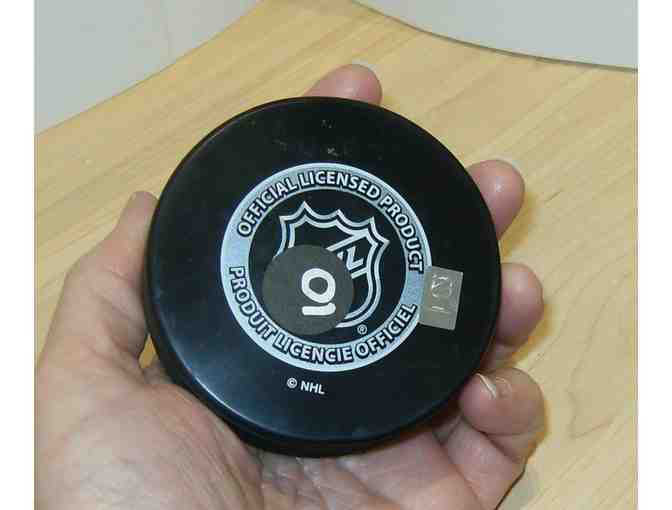 OFFICIAL LICENSED PRODUCT
PRODUIT LICENCIE OFFICIEL
®
© NHL